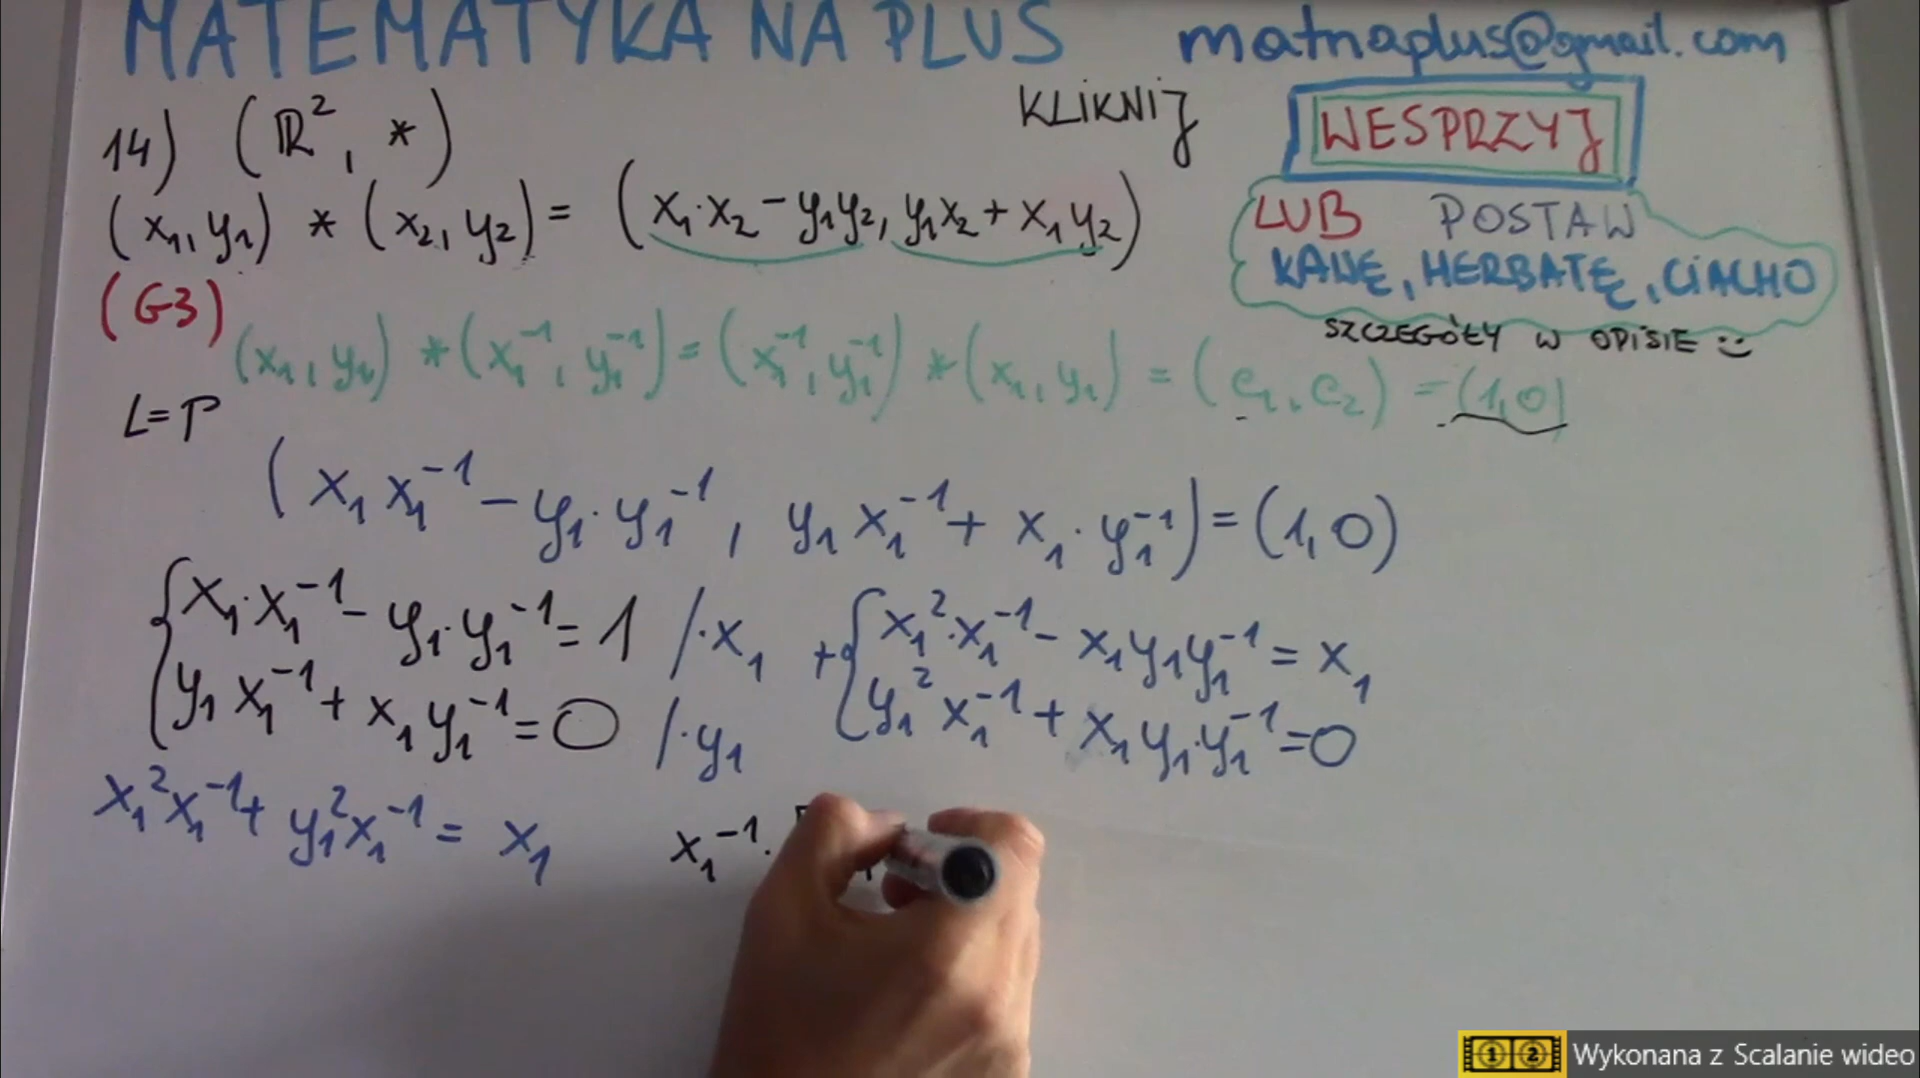 MATEMATYKA NA PLUS
matnaplus@gmail.com
14) (ℝ², *)
KLIKNIJ
WESPRZYJ
(x₁, y₁) * (x₂, y₂) = (x₁·x₂ − y₁y₂, y₁x₂ + x₁y₂)
LUB POSTAW
KAWĘ, HERBATĘ, CIACHO
SZCZEGÓŁY W OPISIE
(G3)
(x₁, y₁) * (x₁⁻¹, y₁⁻¹) = (x₁⁻¹, y₁⁻¹) * (x₁, y₁) = (e₁, e₂) = (1,0)
L=P
(x₁x₁⁻¹ − y₁·y₁⁻¹, y₁x₁⁻¹ + x₁·y₁⁻¹) = (1,0)
{x₁·x₁⁻¹ − y₁·y₁⁻¹ = 1 /·x₁
y₁x₁⁻¹ + x₁y₁⁻¹ = 0 /·y₁
+{x₁²·x₁⁻¹ − x₁y₁y₁⁻¹ = x₁
y₁²x₁⁻¹ + x₁y₁·y₁⁻¹ = 0
x₁²x₁⁻¹ + y₁²x₁⁻¹ = x₁
x₁⁻¹·
Wykonana z Scalanie wideo